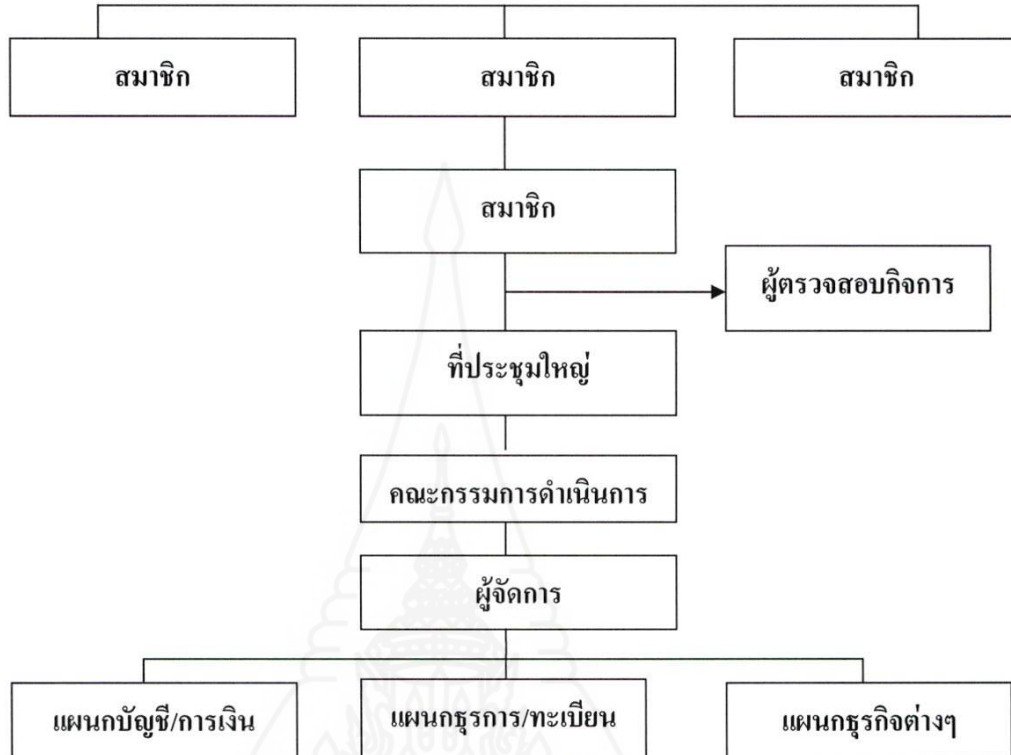 สมาชิก
สมาชิก
สมาชิก
สมาชิก
ผู้ตรวจสอบกิจการ
ที่ประชุมใหญ่
คณะกรรมการดำเนินการ
ผู้จัดการ
แผนกบัญชี/การเงิน
แผนกธุรการ/ทะเบียน
แผนกธุรกิจต่างๆ